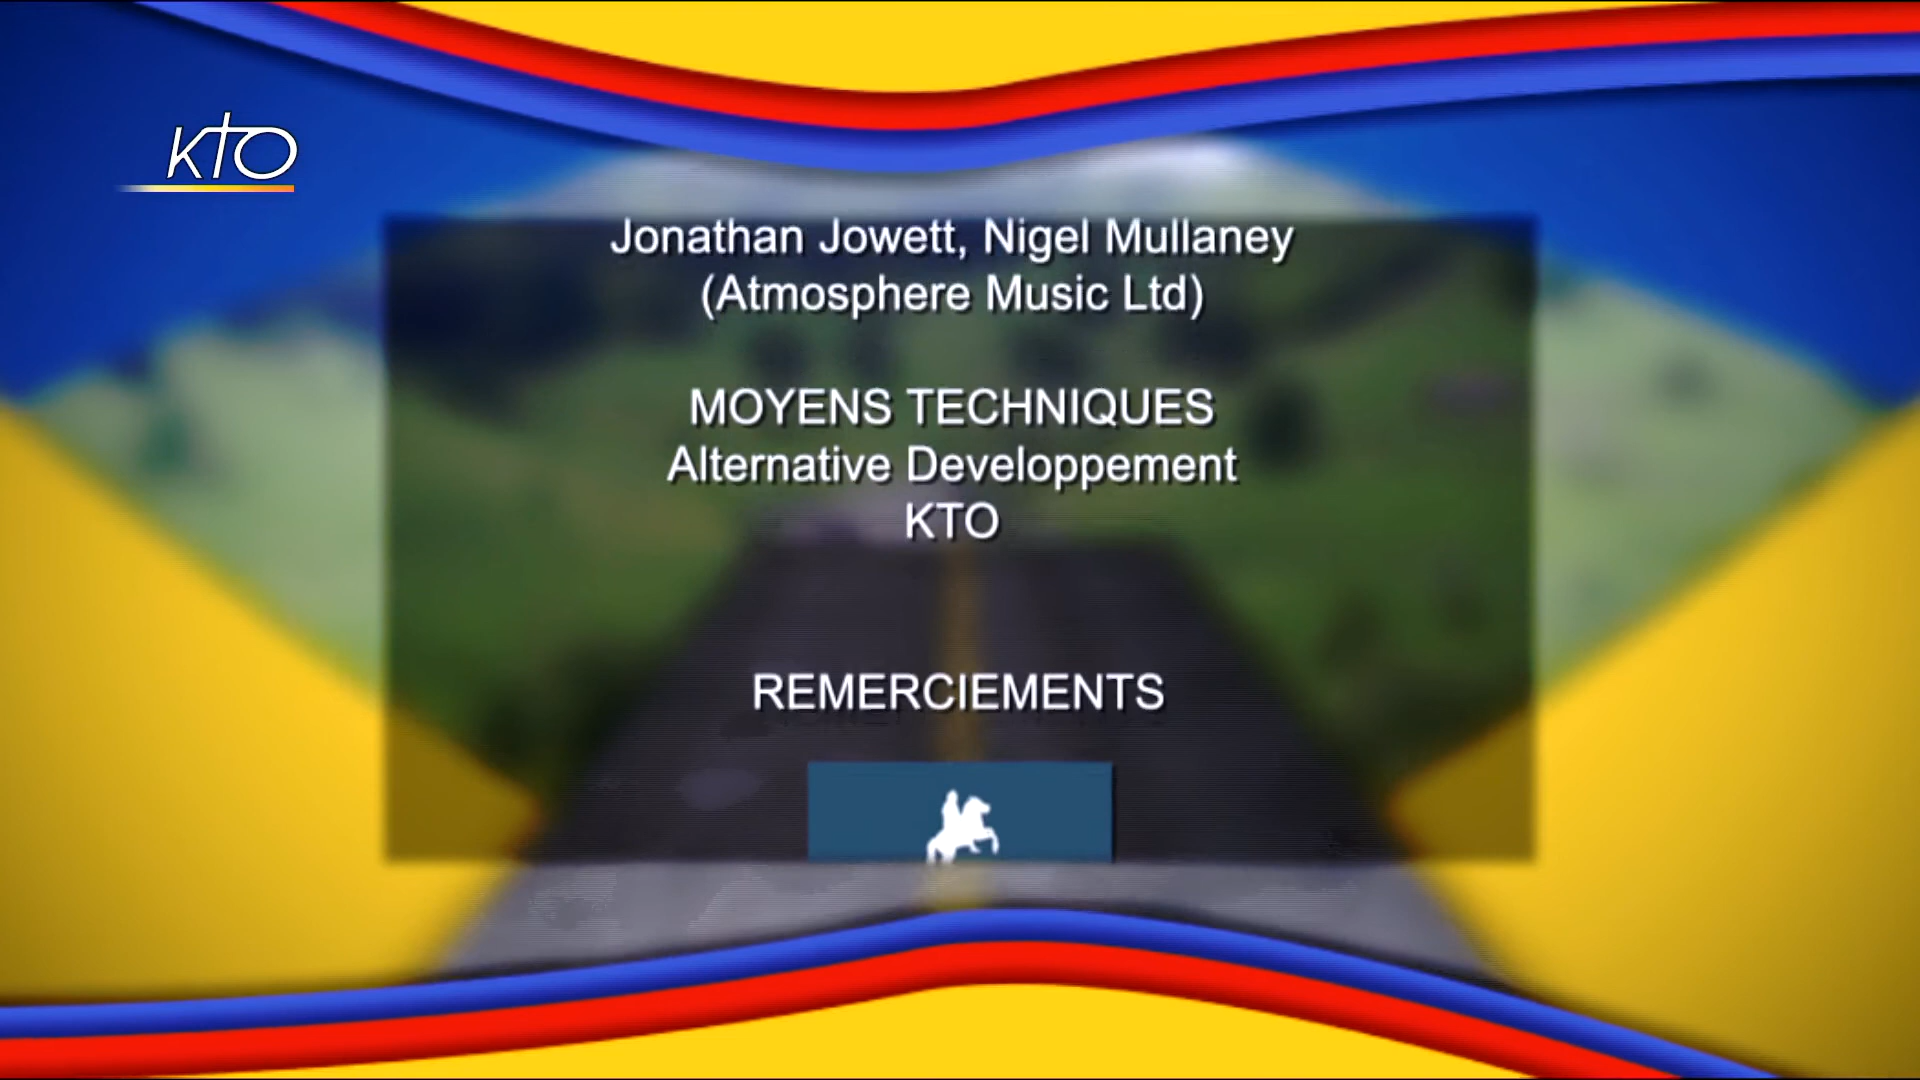 KTO
Jonathan Jowett, Nigel Mullaney
(Atmosphere Music Ltd)
MOYENS TECHNIQUES
Alternative Developpement
KTO
REMERCIEMENTS